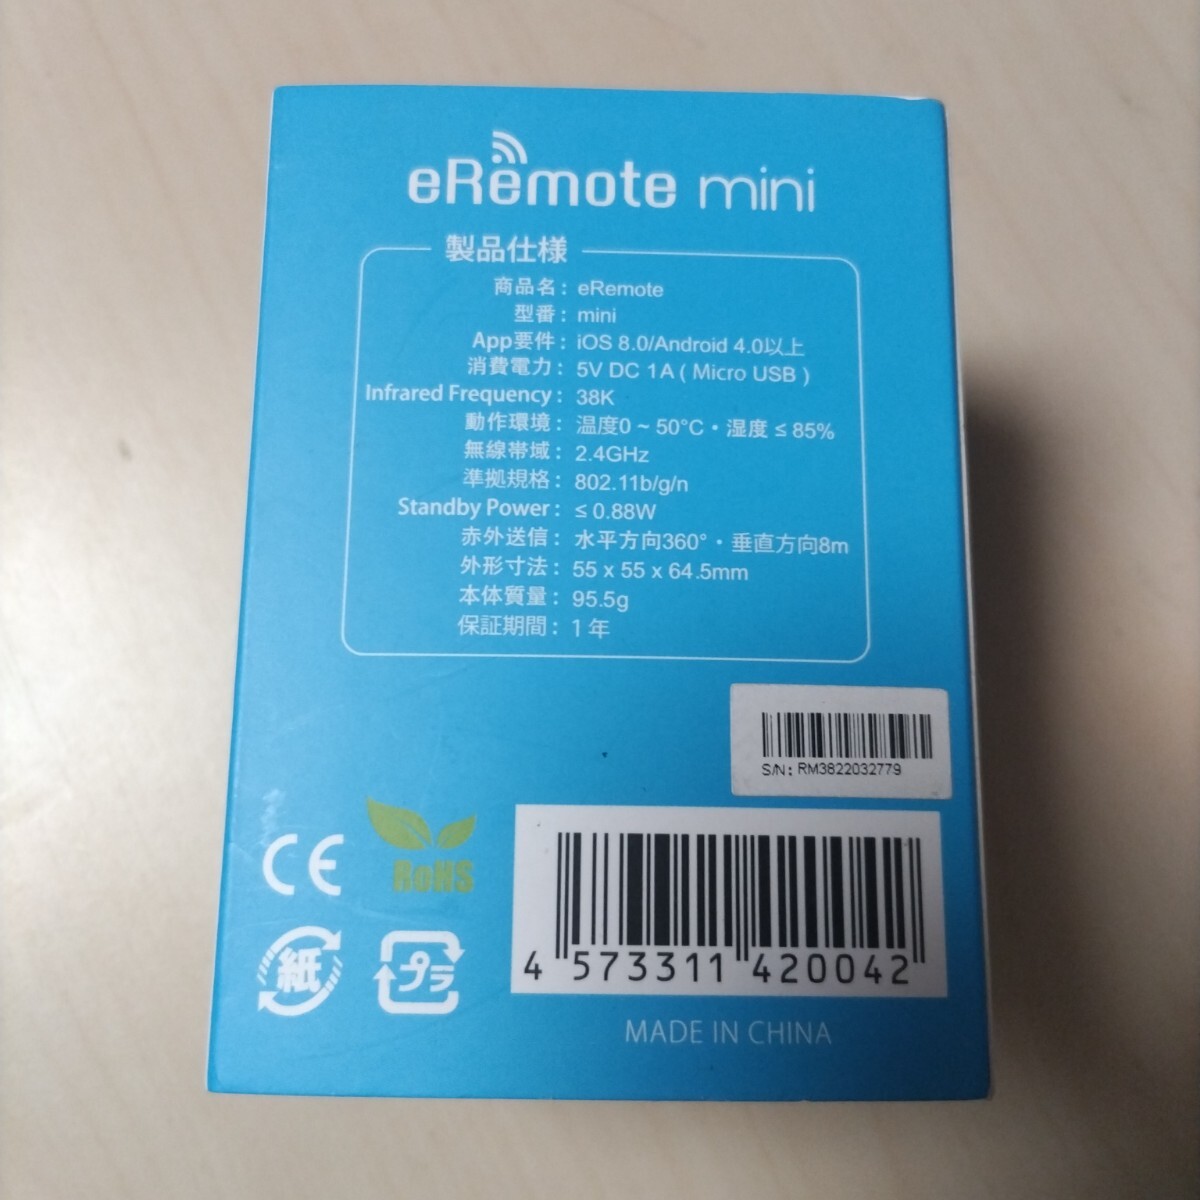 eRemote mini
製品仕様
商品名: eRemote
型番: mini
App要件: iOS 8.0/Android 4.0以上
消費電力: 5V DC 1A ( Micro USB )
Infrared Frequency: 38K
動作環境: 温度0 ~ 50°C・湿度 ≤ 85%
無線帯域: 2.4GHz
準拠規格: 802.11b/g/n
Standby Power: ≤ 0.88W
赤外送信: 水平方向360°・垂直方向8m
外形寸法: 55 x 55 x 64.5mm
本体質量: 95.5g
保証期間: 1年
S/N: RM3822032779
CE
RoHS
紙
プラ
4 573311 420042
MADE IN CHINA